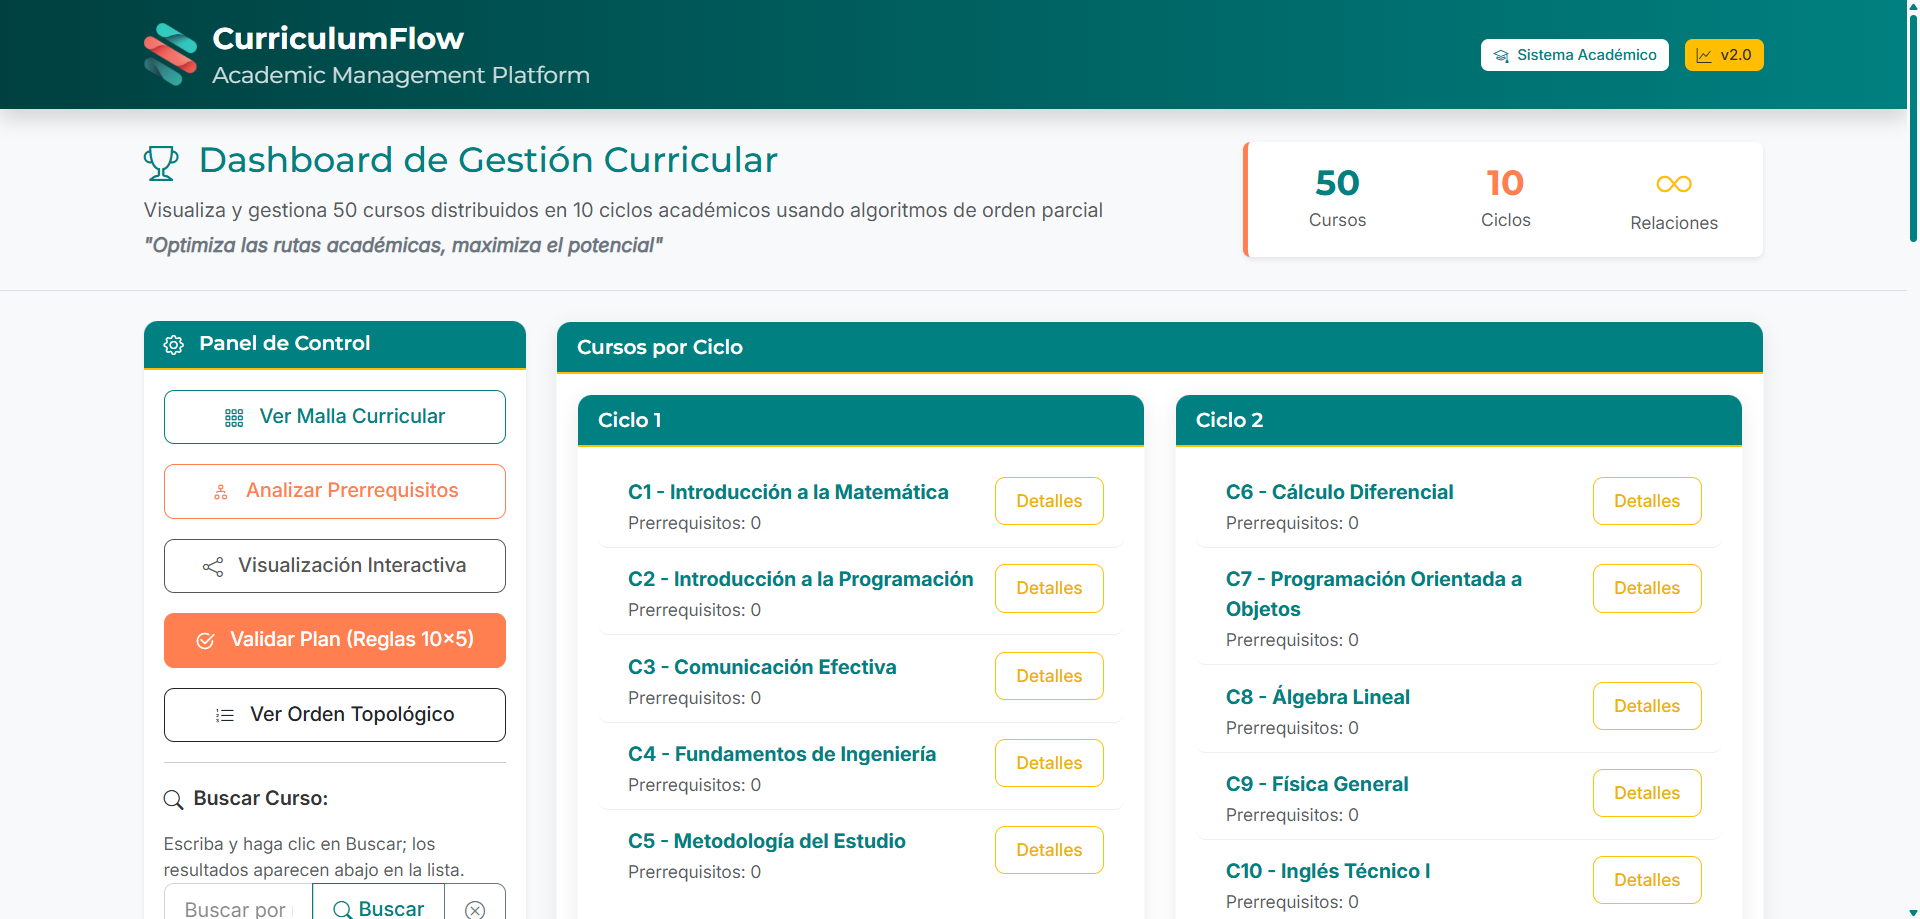 CurriculumFlow
Academic Management Platform
Sistema Académico
v2.0
Dashboard de Gestión Curricular
Visualiza y gestiona 50 cursos distribuidos en 10 ciclos académicos usando algoritmos de orden parcial
"Optimiza las rutas académicas, maximiza el potencial"
50
Cursos
10
Ciclos
Relaciones
Panel de Control
Ver Malla Curricular
Analizar Prerrequisitos
Visualización Interactiva
Validar Plan (Reglas 10×5)
Ver Orden Topológico
Buscar Curso:
Escriba y haga clic en Buscar; los
resultados aparecen abajo en la lista.
Buscar por
Buscar
Cursos por Ciclo
Ciclo 1
C1 - Introducción a la Matemática
Prerrequisitos: 0
Detalles
C2 - Introducción a la Programación
Prerrequisitos: 0
Detalles
C3 - Comunicación Efectiva
Prerrequisitos: 0
Detalles
C4 - Fundamentos de Ingeniería
Prerrequisitos: 0
Detalles
C5 - Metodología del Estudio
Prerrequisitos: 0
Detalles
Ciclo 2
C6 - Cálculo Diferencial
Prerrequisitos: 0
Detalles
C7 - Programación Orientada a
Objetos
Prerrequisitos: 0
Detalles
C8 - Álgebra Lineal
Prerrequisitos: 0
Detalles
C9 - Física General
Prerrequisitos: 0
Detalles
C10 - Inglés Técnico I
Prerrequisitos: 0
Detalles